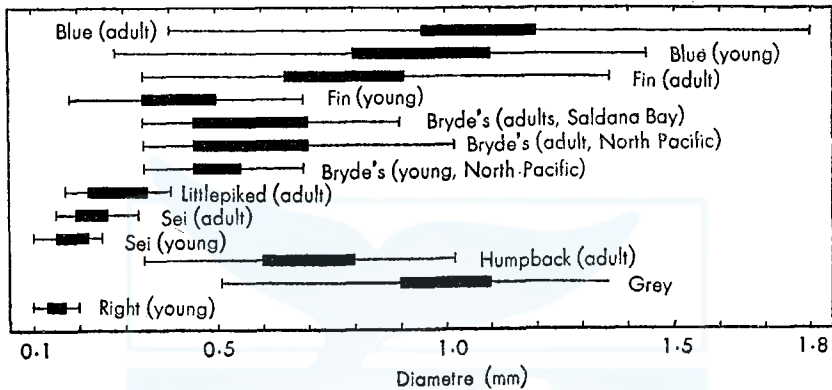 Blue (adult)
Blue (young)
Fin (adult)
Fin (young)
Bryde's (adults, Saldana Bay)
Bryde's (adult, North Pacific)
Bryde's (young, North-Pacific)
Littlepiked (adult)
Sei (adult)
Sei (young)
Humpback (adult)
Grey
Right (young)
0.1 0.5 1.0 1.5 1.8
Diametre (mm)